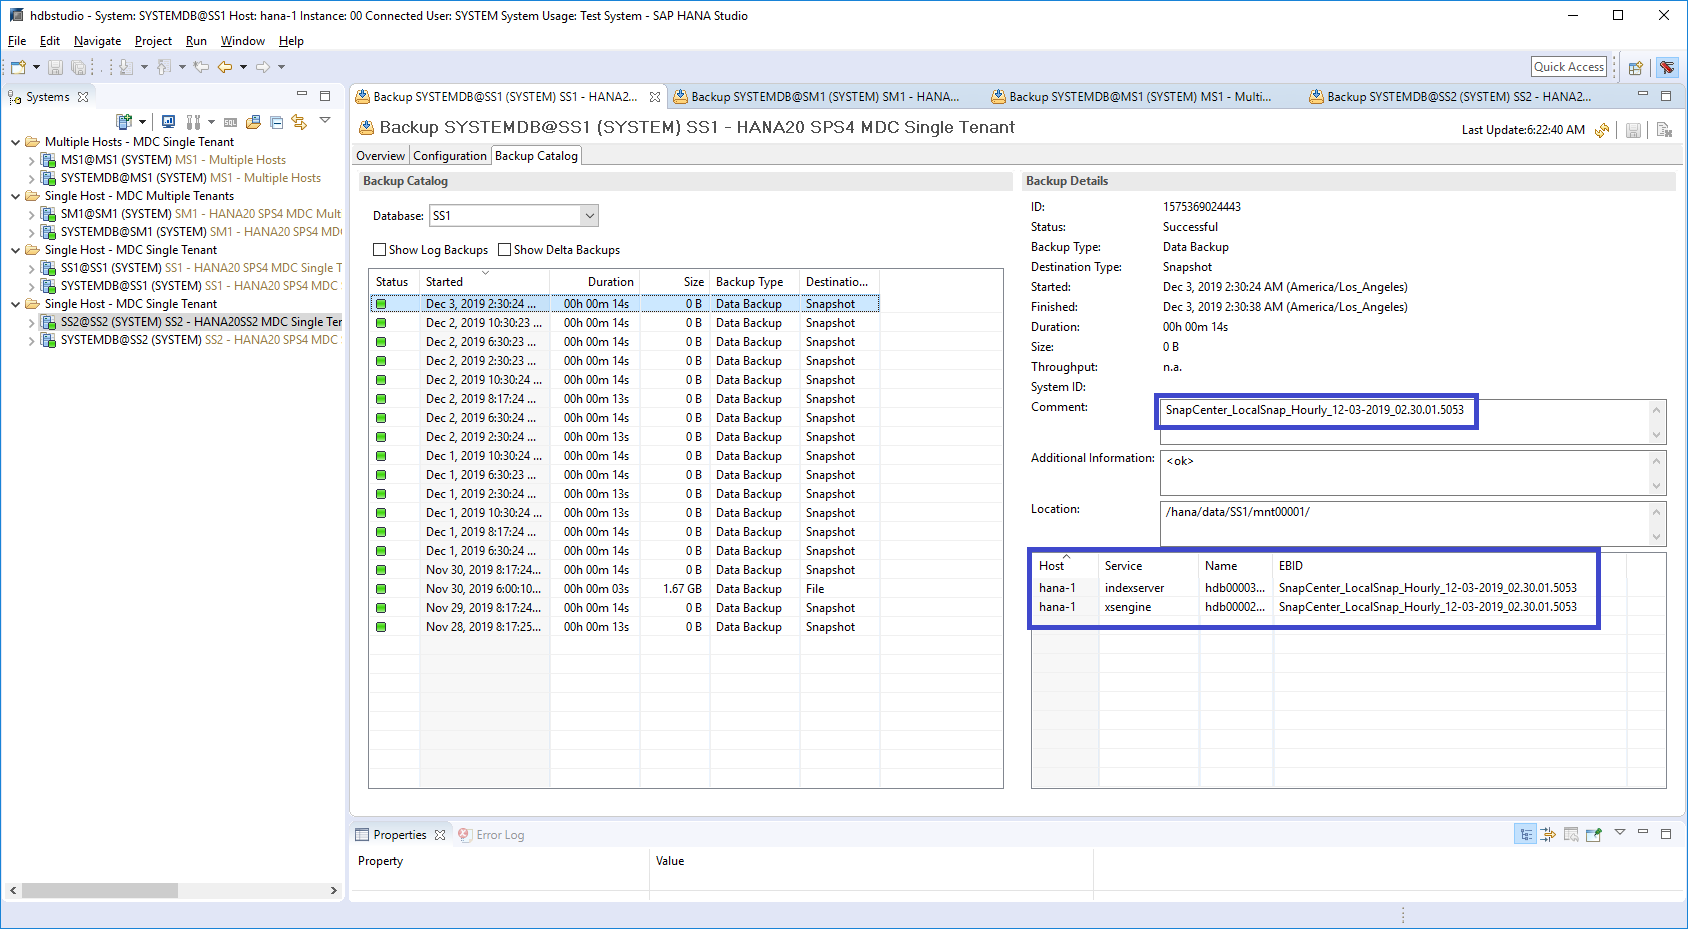 hdbstudio - System: SYSTEMDB@SS1 Host: hana-1 Instance: 00 Connected User: SYSTEM System Usage: Test System - SAP HANA Studio
File Edit Navigate Project Run Window Help
Quick Access
Systems
Multiple Hosts - MDC Single Tenant
MS1@MS1 (SYSTEM) MS1 - Multiple Hosts
SYSTEMDB@MS1 (SYSTEM) MS1 - Multiple Hosts
Single Host - MDC Multiple Tenants
SM1@SM1 (SYSTEM) SM1 - HANA20 SPS4 MDC Mult
SYSTEMDB@SM1 (SYSTEM) SM1 - HANA20 SPS4 MD
Single Host - MDC Single Tenant
SS1@SS1 (SYSTEM) SS1 - HANA20 SPS4 MDC Single T
SYSTEMDB@SS1 (SYSTEM) SS1 - HANA20 SPS4 MDC
Single Host - MDC Single Tenant
SS2@SS2 (SYSTEM) SS2 - HANA20SS2 MDC Single Ter
SYSTEMDB@SS2 (SYSTEM) SS2 - HANA20 SPS4 MDC
Backup SYSTEMDB@SS1 (SYSTEM) SS1 - HANA2... Backup SYSTEMDB@SM1 (SYSTEM) SM1 - HANA... Backup SYSTEMDB@MS1 (SYSTEM) MS1 - Multi... Backup SYSTEMDB@SS2 (SYSTEM) SS2 - HANA2...
Backup SYSTEMDB@SS1 (SYSTEM) SS1 - HANA20 SPS4 MDC Single Tenant
Last Update:6:22:40 AM
Overview Configuration Backup Catalog
Backup Catalog
Database: SS1
Show Log Backups Show Delta Backups
Status Started Duration Size Backup Type Destinatio...
Dec 3, 2019 2:30:24 ... 00h 00m 14s 0 B Data Backup Snapshot
Dec 2, 2019 10:30:23 ... 00h 00m 14s 0 B Data Backup Snapshot
Dec 2, 2019 6:30:23 ... 00h 00m 14s 0 B Data Backup Snapshot
Dec 2, 2019 2:30:23 ... 00h 00m 14s 0 B Data Backup Snapshot
Dec 2, 2019 10:30:24 ... 00h 00m 14s 0 B Data Backup Snapshot
Dec 2, 2019 8:17:24 ... 00h 00m 13s 0 B Data Backup Snapshot
Dec 2, 2019 6:30:24 ... 00h 00m 14s 0 B Data Backup Snapshot
Dec 2, 2019 2:30:24 ... 00h 00m 13s 0 B Data Backup Snapshot
Dec 1, 2019 10:30:24 ... 00h 00m 14s 0 B Data Backup Snapshot
Dec 1, 2019 6:30:23 ... 00h 00m 14s 0 B Data Backup Snapshot
Dec 1, 2019 2:30:24 ... 00h 00m 13s 0 B Data Backup Snapshot
Dec 1, 2019 10:30:24 ... 00h 00m 13s 0 B Data Backup Snapshot
Dec 1, 2019 8:17:24 ... 00h 00m 14s 0 B Data Backup Snapshot
Dec 1, 2019 6:30:24 ... 00h 00m 14s 0 B Data Backup Snapshot
Nov 30, 2019 8:17:24... 00h 00m 14s 0 B Data Backup Snapshot
Nov 30, 2019 6:00:10... 00h 00m 03s 1.67 GB Data Backup File
Nov 29, 2019 8:17:24... 00h 00m 14s 0 B Data Backup Snapshot
Nov 28, 2019 8:17:25... 00h 00m 13s 0 B Data Backup Snapshot
Backup Details
ID: 1575369024443
Status: Successful
Backup Type: Data Backup
Destination Type: Snapshot
Started: Dec 3, 2019 2:30:24 AM (America/Los_Angeles)
Finished: Dec 3, 2019 2:30:38 AM (America/Los_Angeles)
Duration: 00h 00m 14s
Size: 0 B
Throughput: n.a.
System ID:
Comment: SnapCenter_LocalSnap_Hourly_12-03-2019_02.30.01.5053
Additional Information: <ok>
Location: /hana/data/SS1/mnt00001/
Host Service Name EBID
hana-1 indexserver hdb00003... SnapCenter_LocalSnap_Hourly_12-03-2019_02.30.01.5053
hana-1 xsengine hdb00002... SnapCenter_LocalSnap_Hourly_12-03-2019_02.30.01.5053
Properties Error Log
Property Value